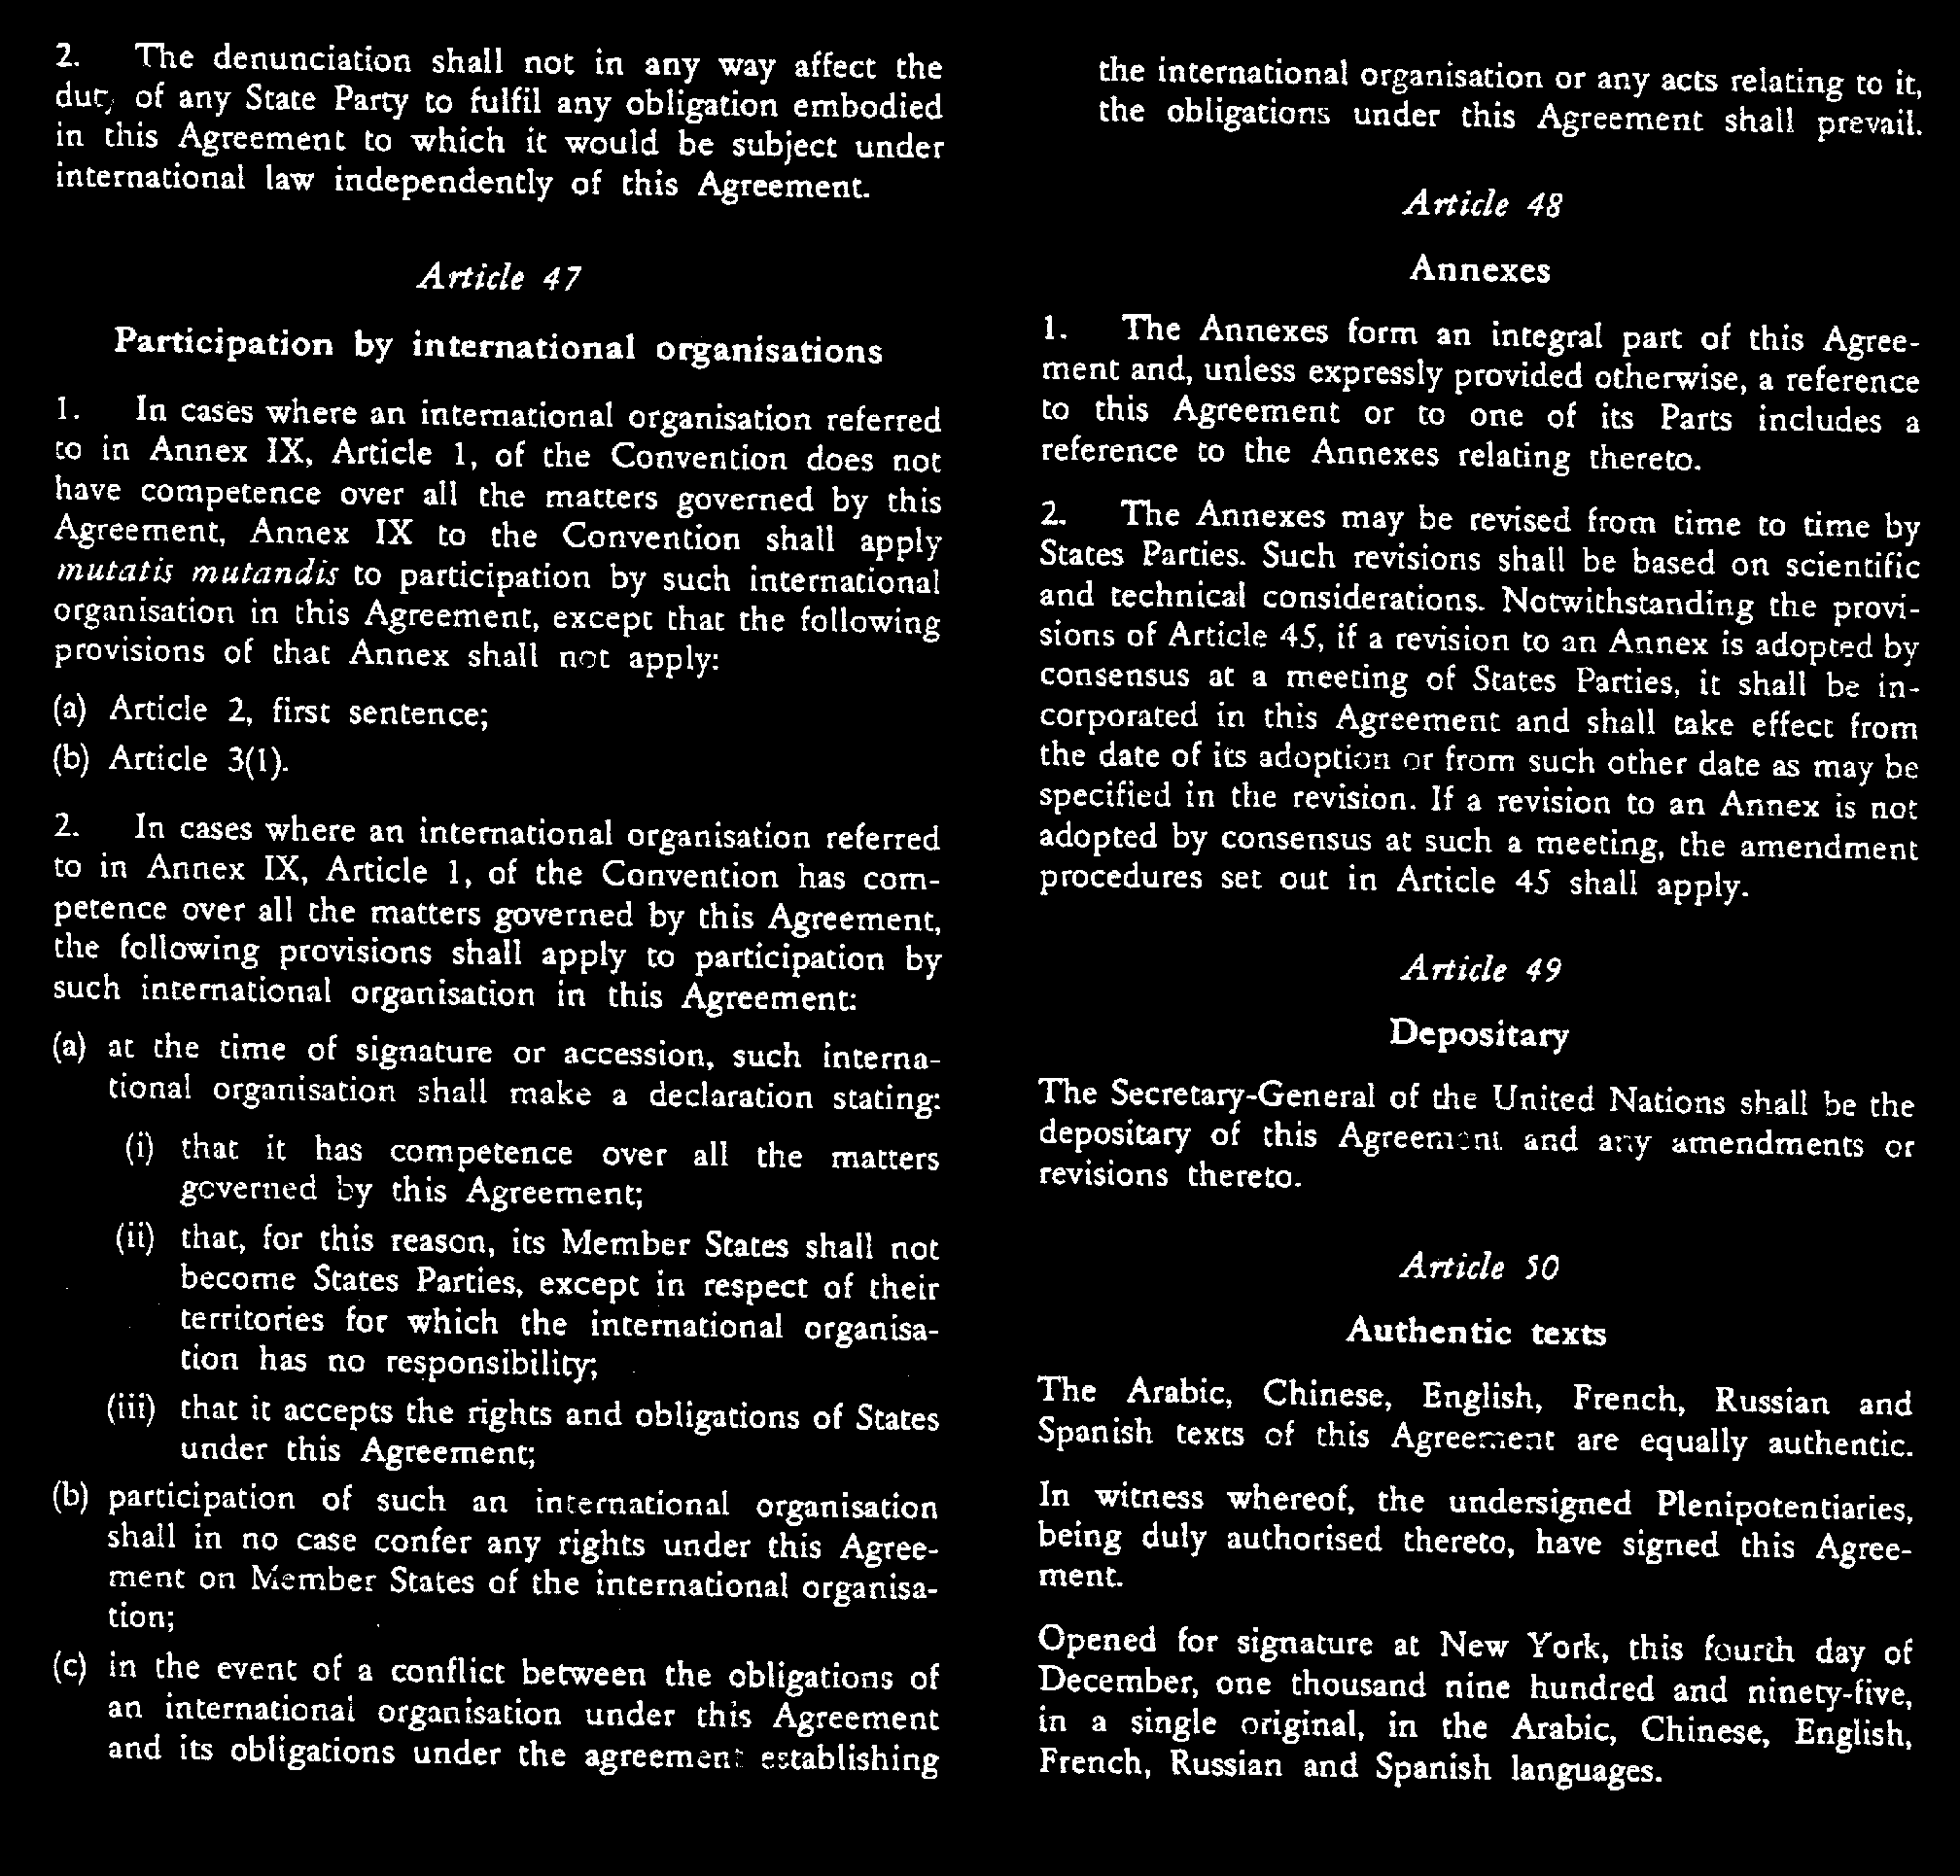 2. The denunciation shall not in any way affect the
duty of any State Party to fulfil any obligation embodied
in this Agreement to which it would be subject under
international law independently of this Agreement.
Article 47
Participation by international organisations
1. In cases where an international organisation referred
to in Annex IX, Article 1, of the Convention does not
have competence over all the matters governed by this
Agreement, Annex IX to the Convention shall apply
mutatis mutandis to participation by such international
organisation in this Agreement, except that the following
provisions of that Annex shall not apply:
(a) Article 2, first sentence;
(b) Article 3(1).
2. In cases where an international organisation referred
to in Annex IX, Article 1, of the Convention has com-
petence over all the matters governed by this Agreement,
the following provisions shall apply to participation by
such international organisation in this Agreement:
(a) at the time of signature or accession, such interna-
tional organisation shall make a declaration stating:
(i) that it has competence over all the matters
governed by this Agreement;
(ii) that, for this reason, its Member States shall not
become States Parties, except in respect of their
territories for which the international organisa-
tion has no responsibility;
(iii) that it accepts the rights and obligations of States
under this Agreement;
(b) participation of such an international organisation
shall in no case confer any rights under this Agree-
ment on Member States of the international organisa-
tion;
(c) in the event of a conflict between the obligations of
an international organisation under this Agreement
and its obligations under the agreement establishing
the international organisation or any acts relating to it,
the obligations under this Agreement shall prevail.
Article 48
Annexes
1. The Annexes form an integral part of this Agree-
ment and, unless expressly provided otherwise, a reference
to this Agreement or to one of its Parts includes a
reference to the Annexes relating thereto.
2. The Annexes may be revised from time to time by
States Parties. Such revisions shall be based on scientific
and technical considerations. Notwithstanding the provi-
sions of Article 45, if a revision to an Annex is adopted by
consensus at a meeting of States Parties, it shall be in-
corporated in this Agreement and shall take effect from
the date of its adoption or from such other date as may be
specified in the revision. If a revision to an Annex is not
adopted by consensus at such a meeting, the amendment
procedures set out in Article 45 shall apply.
Article 49
Depositary
The Secretary-General of the United Nations shall be the
depositary of this Agreement and any amendments or
revisions thereto.
Article 50
Authentic texts
The Arabic, Chinese, English, French, Russian and
Spanish texts of this Agreement are equally authentic.
In witness whereof, the undersigned Plenipotentiaries,
being duly authorised thereto, have signed this Agree-
ment.
Opened for signature at New York, this fourth day of
December, one thousand nine hundred and ninety-five,
in a single original, in the Arabic, Chinese, English,
French, Russian and Spanish languages.